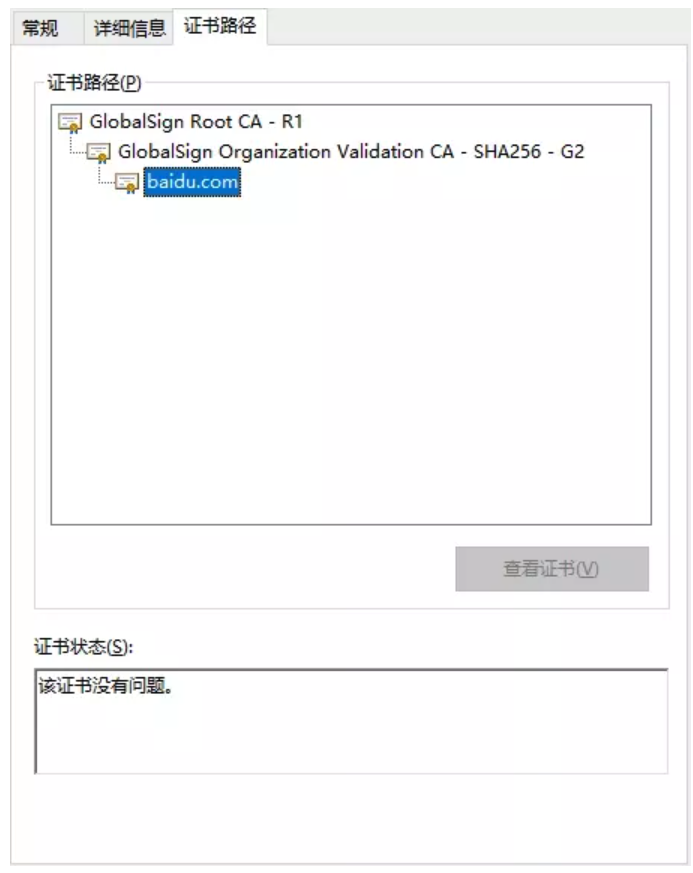 常规 详细信息 证书路径
证书路径(P)
GlobalSign Root CA - R1
GlobalSign Organization Validation CA - SHA256 - G2
baidu.com
查看证书(V)
证书状态(S):
该证书没有问题。